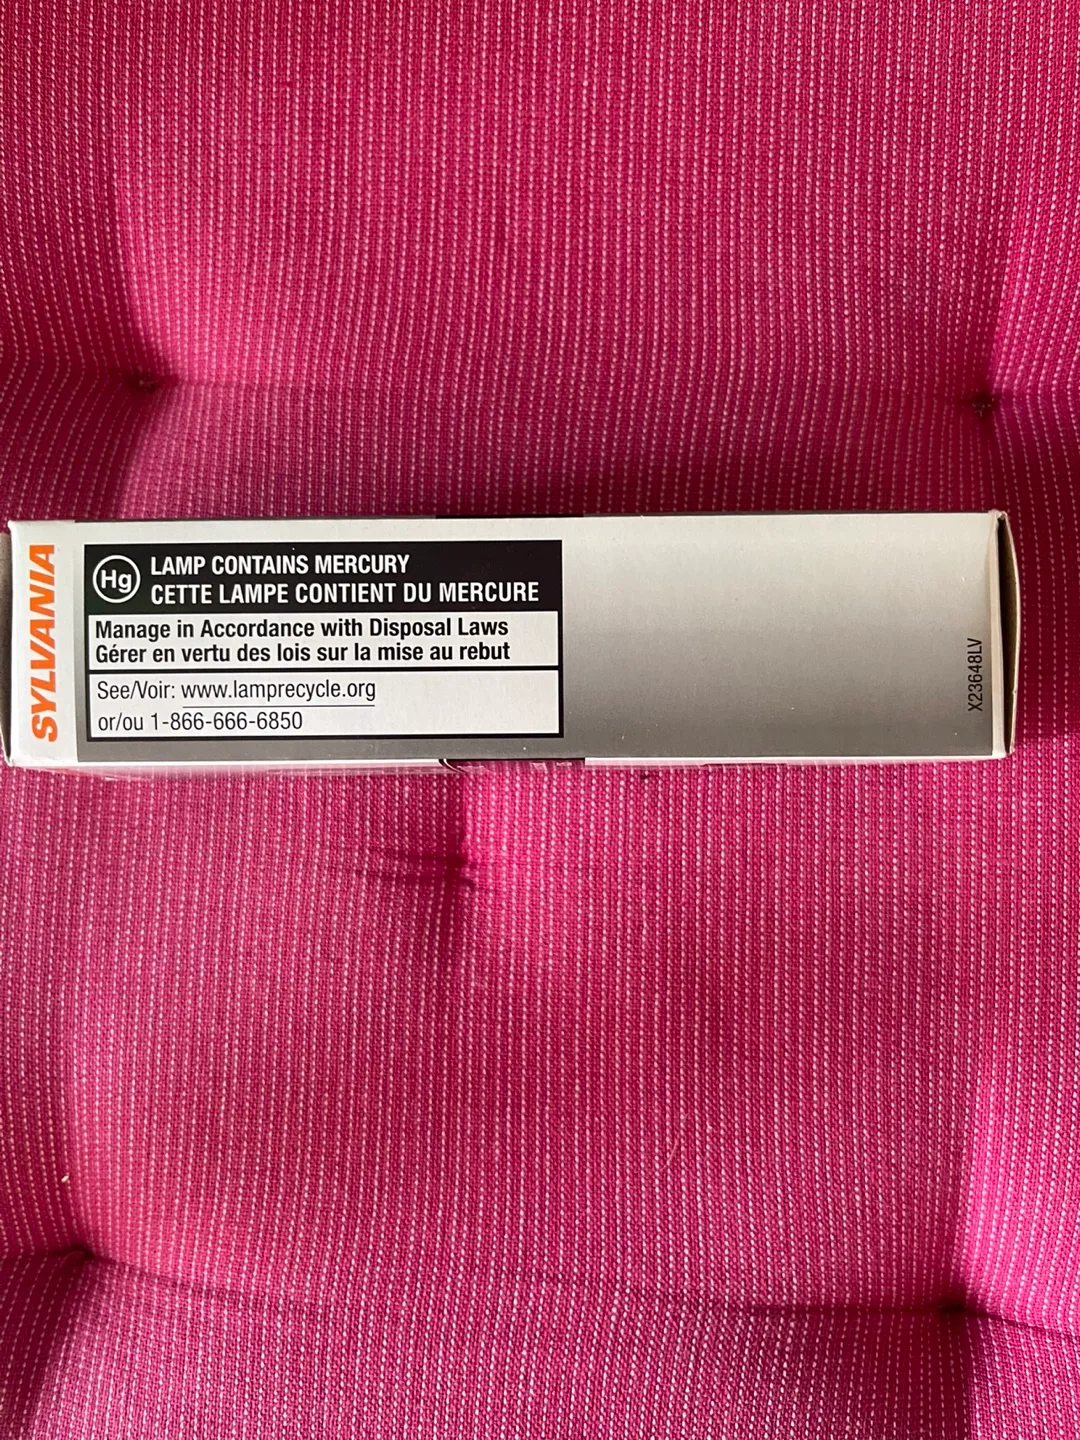 SYLVANIA
Hg
LAMP CONTAINS MERCURY
CETTE LAMPE CONTIENT DU MERCURE
Manage in Accordance with Disposal Laws
Gérer en vertu des lois sur la mise au rebut
See/Voir: www.lamprecycle.org
or/ou 1-866-666-6850
X23648LV